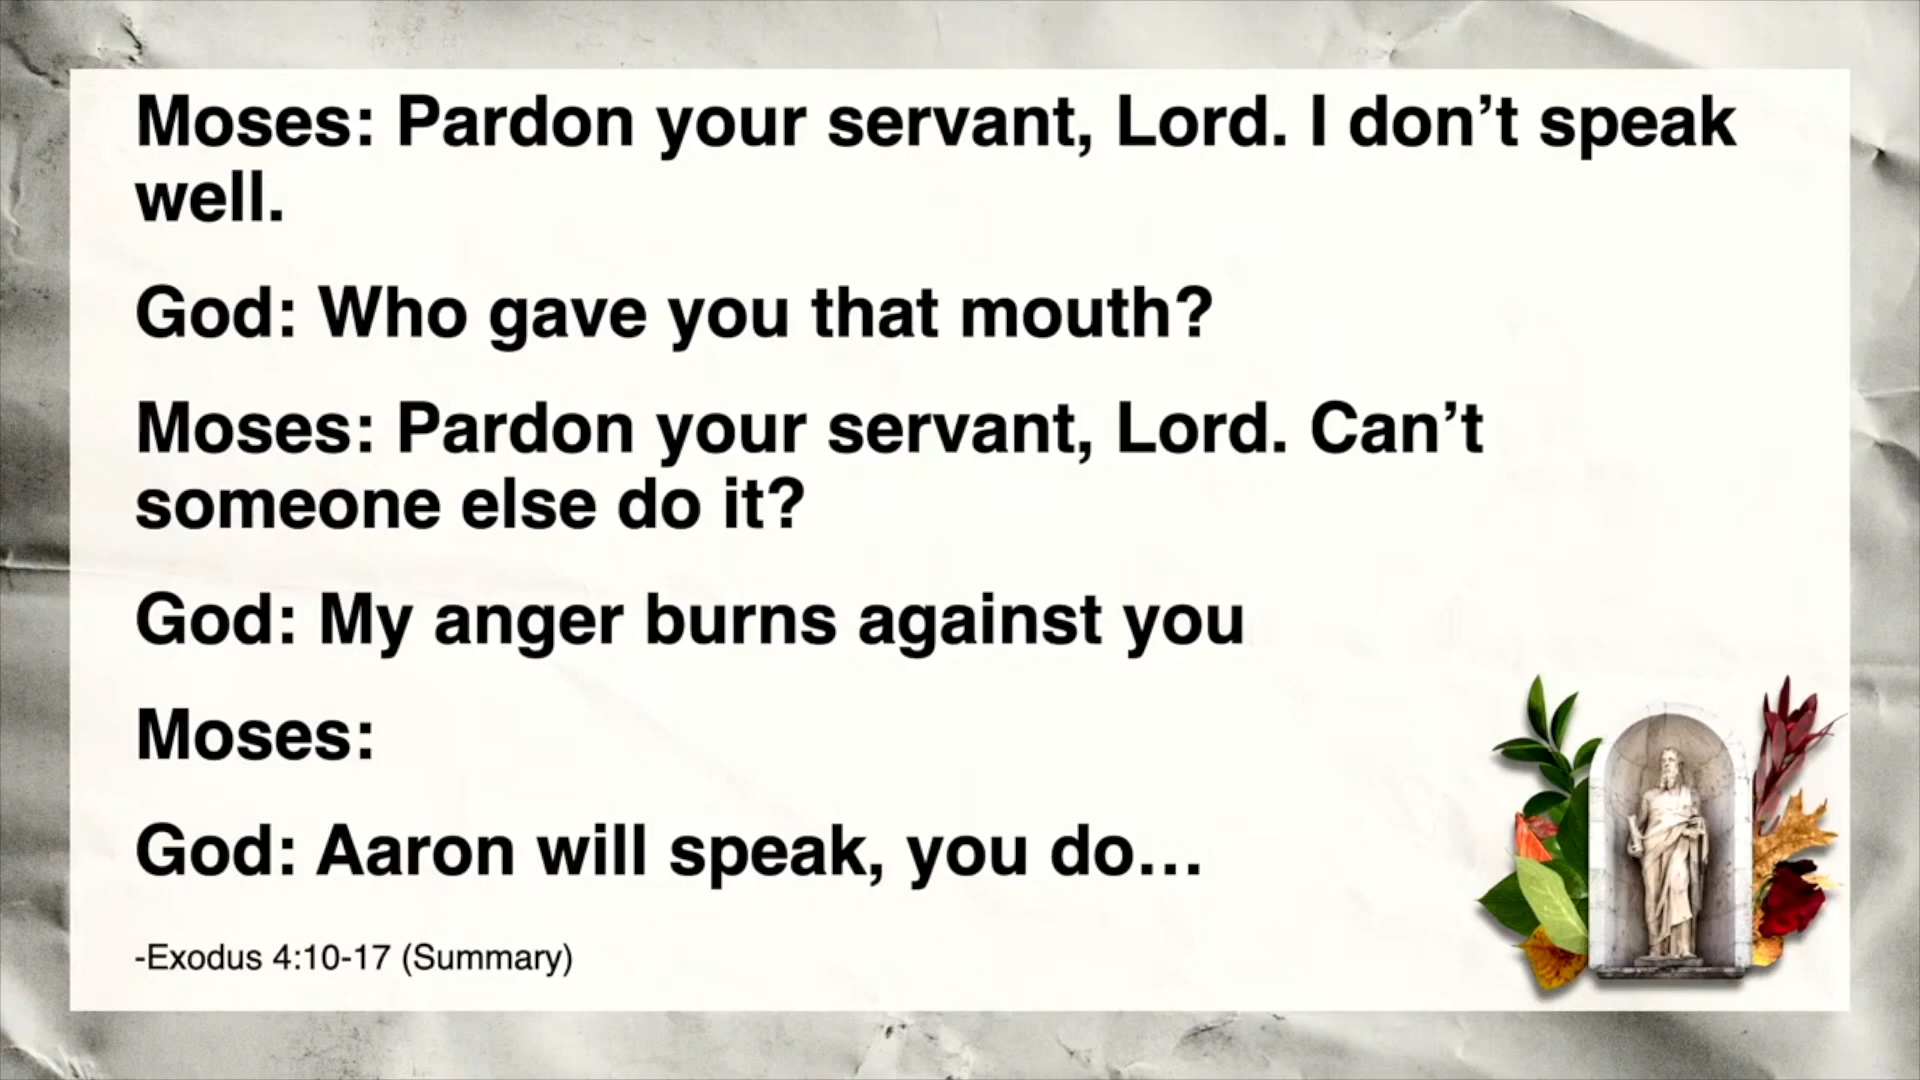 Moses: Pardon your servant, Lord. I don’t speak
well.
God: Who gave you that mouth?
Moses: Pardon your servant, Lord. Can’t
someone else do it?
God: My anger burns against you
Moses:
God: Aaron will speak, you do…
-Exodus 4:10-17 (Summary)